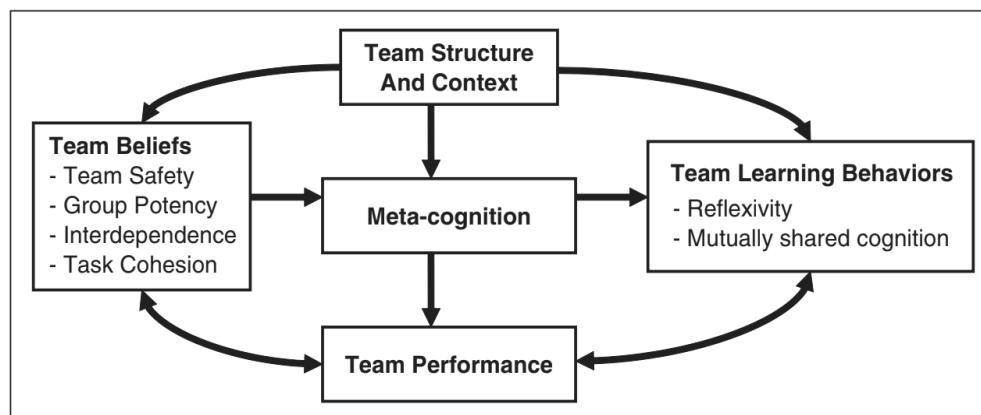 Team Structure
And Context
Team Beliefs
- Team Safety
- Group Potency
- Interdependence
- Task Cohesion
Meta-cognition
Team Learning Behaviors
- Reflexivity
- Mutually shared cognition
Team Performance